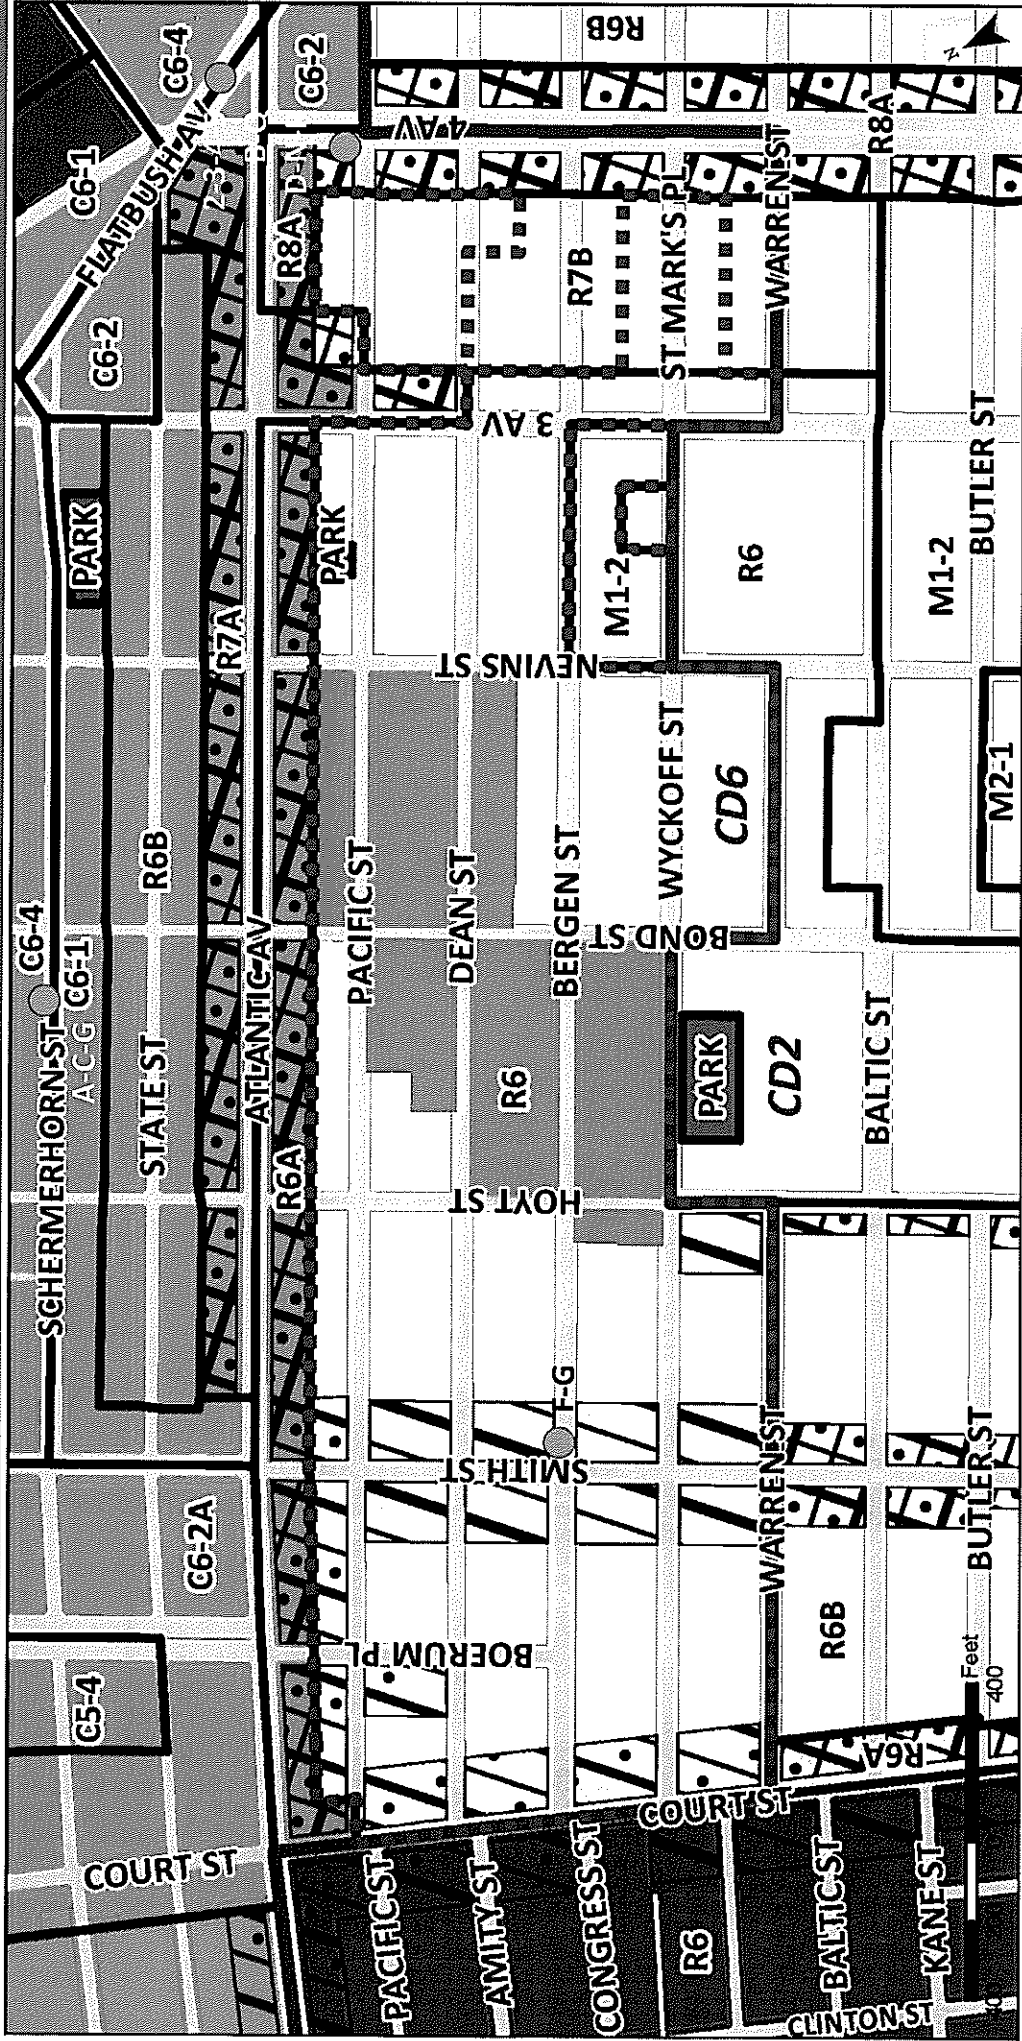 COURT ST
C5-4
C6-2A
SCHERMERHORN ST
C6-4
A-C-G
C6-1
STATE ST
R6B
PARK
C6-2
FLATBUSH AV
C6-1
C6-4
C6-2
ATLANTIC AV
R7A
R6A
R8A
PARK
PACIFIC ST
PACIFIC ST
DEAN ST
AMITY ST
BERGEN ST
CONGRESS ST
BOERUM PL
SMITH ST
F-G
HOYT ST
R6
BOND ST
NEVINS ST
M1-2
3 AV
R7B
4 AV
R6B
COURT ST
WYCKOFF ST
ST MARK'S PL
R6
PARK
CD6
R6
CD2
WARREN ST
WARREN ST
R8A
BALTIC ST
BALTIC ST
R6B
R6A
M1-2
KANE ST
CLINTON ST
BUTLER ST
BUTLER ST
M2-1
Feet
400
N